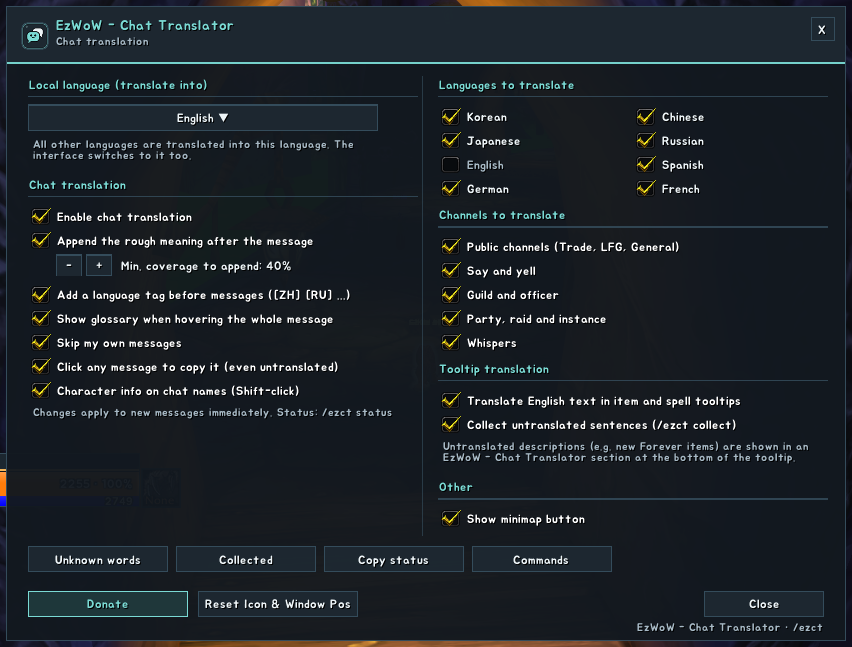 EzWoW - Chat Translator
Chat translation
X
Local language (translate into)
English ▼
All other languages are translated into this language. The
interface switches to it too.
Chat translation
Enable chat translation
Append the rough meaning after the message
- + Min. coverage to append: 40%
Add a language tag before messages ([ZH] [RU] ...)
Show glossary when hovering the whole message
Skip my own messages
Click any message to copy it (even untranslated)
Character info on chat names (Shift-click)
Changes apply to new messages immediately. Status: /ezct status
Languages to translate
Korean Chinese
Japanese Russian
English Spanish
German French
Channels to translate
Public channels (Trade, LFG, General)
Say and yell
Guild and officer
Party, raid and instance
Whispers
Tooltip translation
Translate English text in item and spell tooltips
Collect untranslated sentences (/ezct collect)
Untranslated descriptions (e.g. new Forever items) are shown in an
EzWoW - Chat Translator section at the bottom of the tooltip.
Other
Show minimap button
Unknown words Collected Copy status Commands
Donate Reset Icon & Window Pos Close
EzWoW - Chat Translator · /ezct